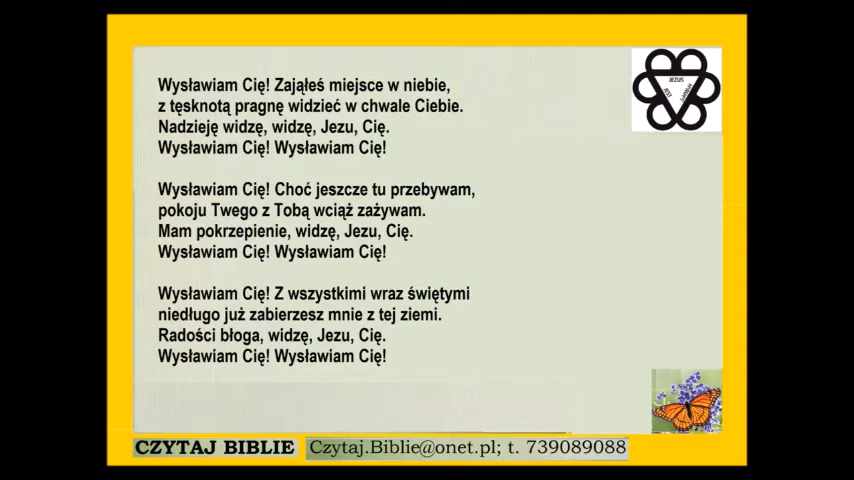 Wysławiam Cię! Zająłeś miejsce w niebie,
z tęsknotą pragnę widzieć w chwale Ciebie.
Nadzieję widzę, widzę, Jezu, Cię.
Wysławiam Cię! Wysławiam Cię!
Wysławiam Cię! Choć jeszcze tu przebywam,
pokoju Twego z Tobą wciąż zażywam.
Mam pokrzepienie, widzę, Jezu, Cię.
Wysławiam Cię! Wysławiam Cię!
Wysławiam Cię! Z wszystkimi wraz świętymi
niedługo już zabierzesz mnie z tej ziemi.
Radości błoga, widzę, Jezu, Cię.
Wysławiam Cię! Wysławiam Cię!
JEZUS
JEST
CZYTAJ BIBLIE
Czytaj.Biblie@onet.pl; t. 739089088